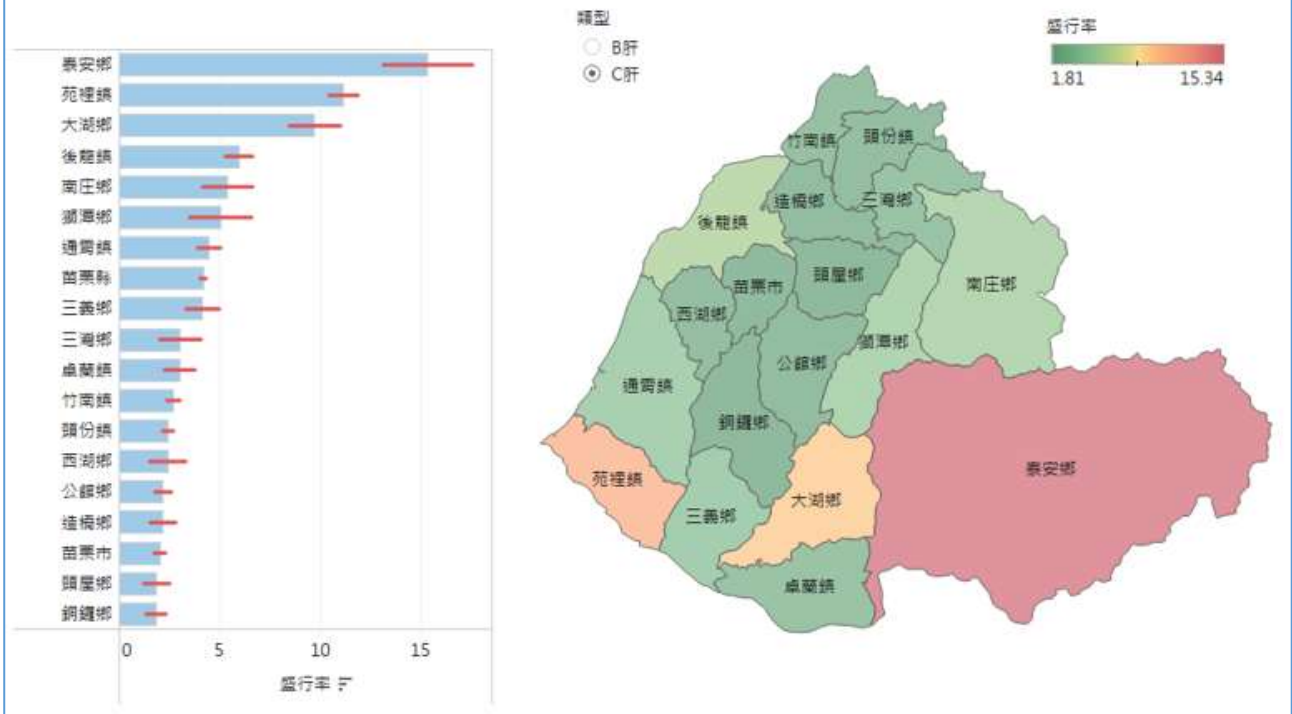 泰安鄉
苑裡鎮
大湖鄉
後龍鎮
南庄鄉
獅潭鄉
通霄鎮
苗栗縣
三義鄉
三灣鄉
卓蘭鎮
竹南鎮
頭份鎮
西湖鄉
公館鄉
造橋鄉
苗栗市
頭屋鄉
銅鑼鄉
0 5 10 15
盛行率
類型
B肝
C肝
盛行率
1.81 15.34
竹南鎮
頭份鎮
造橋鄉
三灣鄉
後龍鎮
頭屋鄉
南庄鄉
苗栗市
西湖鄉
獅潭鄉
公館鄉
通霄鎮
銅鑼鄉
泰安鄉
苑裡鎮
大湖鄉
三義鄉
卓蘭鎮